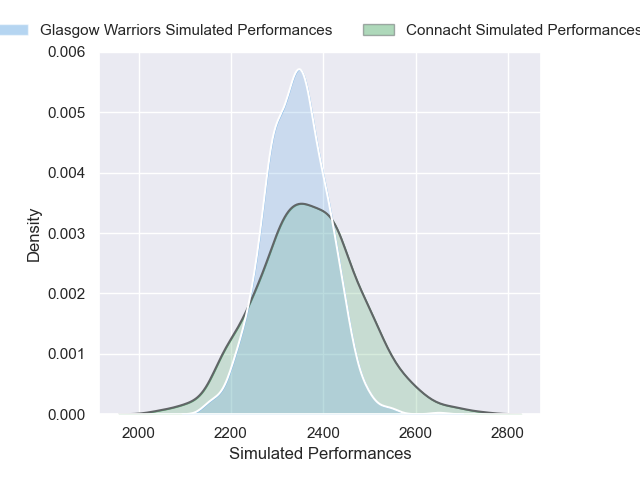 Glasgow Warriors Simulated Performances
Connacht Simulated Performances
0.006
0.005
0.004
0.003
0.002
0.001
0.000
Density
2000 2200 2400 2600 2800
Simulated Performances